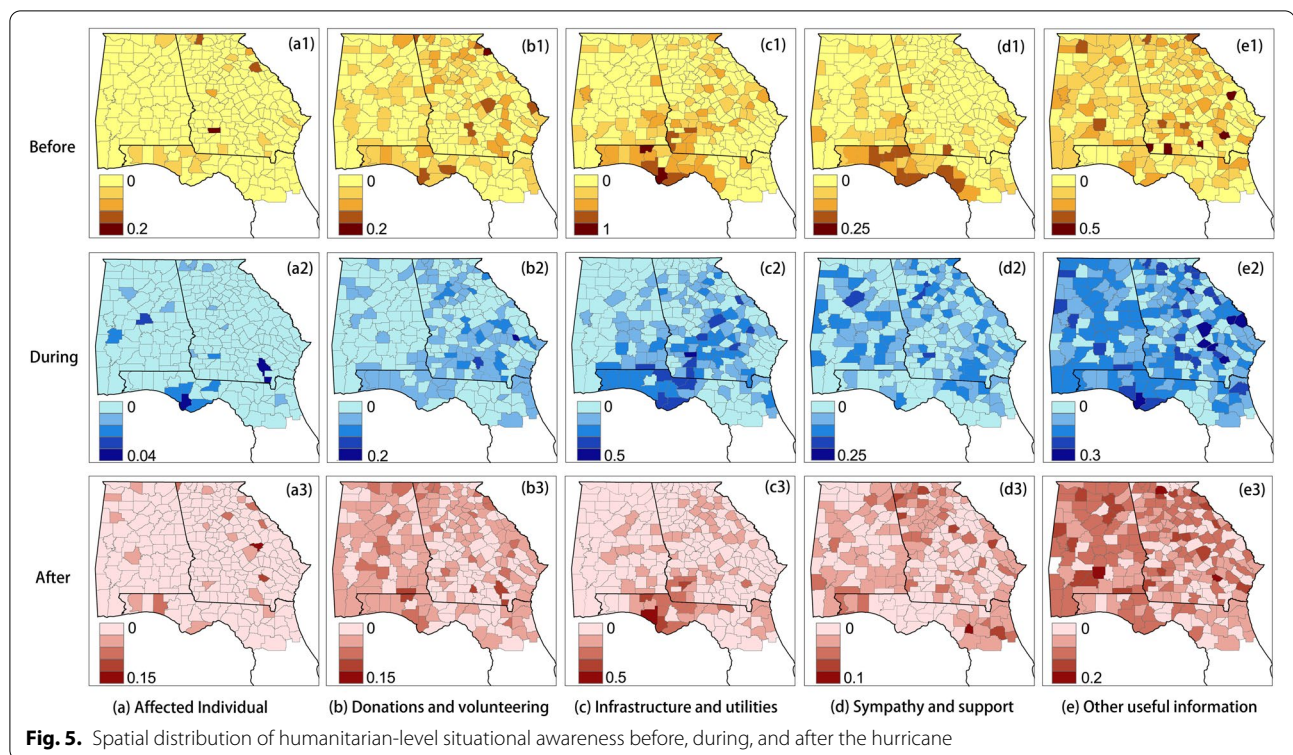 (a1) (b1) (c1) (d1) (e1)
Before
0 0 0 0 0
0.2 0.2 1 0.25 0.5
(a2) (b2) (c2) (d2) (e2)
During
0 0 0 0 0
0.04 0.2 0.5 0.25 0.3
(a3) (b3) (c3) (d3) (e3)
After
0 0 0 0 0
0.15 0.15 0.5 0.1 0.2
(a) Affected Individual (b) Donations and volunteering (c) Infrastructure and utilities (d) Sympathy and support (e) Other useful information
Fig. 5. Spatial distribution of humanitarian-level situational awareness before, during, and after the hurricane